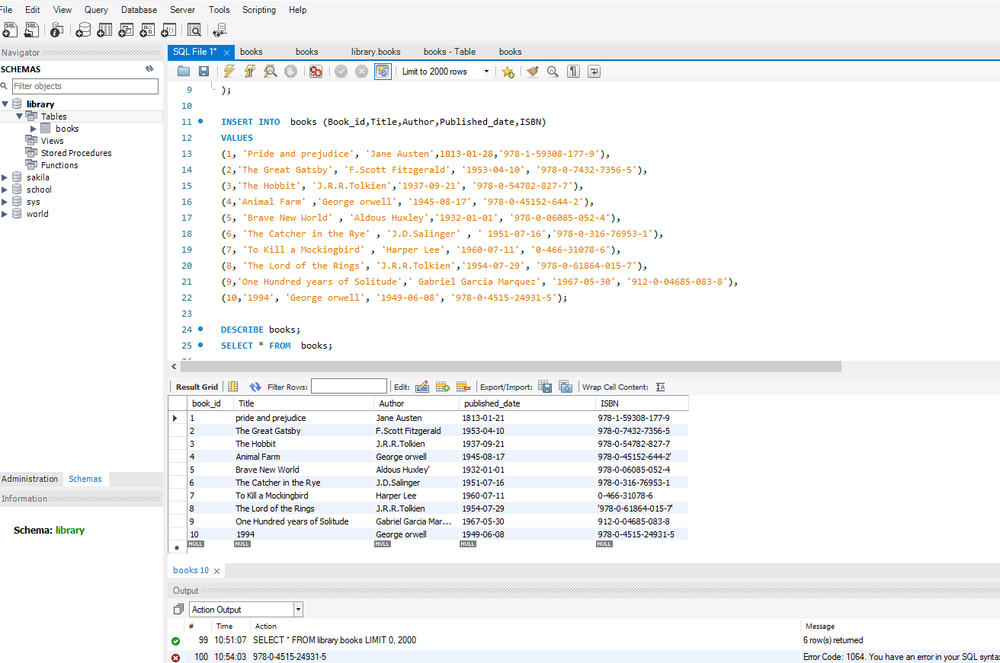 File Edit View Query Database Server Tools Scripting Help
Navigator
SCHEMAS
Filter objects
library
Tables
books
Views
Stored Procedures
Functions
sakila
school
sys
world
Administration Schemas
Information
Schema: library
SQL File 1* books books library.books books - Table books
Limit to 2000 rows
9 );
10
11 INSERT INTO books (Book_id,Title,Author,Published_date,ISBN)
12 VALUES
13 (1, 'Pride and prejudice', 'Jane Austen',1813-01-28,'978-1-59308-177-9'),
14 (2,'The Great Gatsby', 'F.Scott Fitzgerald', '1953-04-10', '978-0-7432-7356-5'),
15 (3,'The Hobbit', 'J.R.R.Tolkien','1937-09-21', '978-0-54782-827-7'),
16 (4,'Animal Farm' ,'George orwell', '1945-08-17', '978-0-45152-644-2'),
17 (5, 'Brave New World' , 'Aldous Huxley','1932-01-01', '978-0-06085-052-4'),
18 (6, 'The Catcher in the Rye' , 'J.D.Salinger' , ' 1951-07-16','978-0-316-76953-1'),
19 (7, 'To Kill a Mockingbird' , 'Harper Lee', '1960-07-11', '0-466-31078-6'),
20 (8, 'The Lord of the Rings', 'J.R.R.Tolkien','1954-07-29', '978-0-61864-015-7'),
21 (9,'One Hundred years of Solitude',' Gabriel Garcia Marquez', '1967-05-30', '912-0-04685-083-8'),
22 (10,'1994', 'George orwell', '1949-06-08', '978-0-4515-24931-5');
23
24 DESCRIBE books;
25 SELECT * FROM books;
Result Grid Filter Rows: Edit: Export/Import: Wrap Cell Content:
book_id Title Author published_date ISBN
1 pride and prejudice Jane Austen 1813-01-21 978-1-59308-177-9
2 The Great Gatsby F.Scott Fitzgerald 1953-04-10 978-0-7432-7356-5
3 The Hobbit J.R.R.Tolkien 1937-09-21 978-0-54782-827-7
4 Animal Farm George orwell 1945-08-17 978-0-45152-644-2'
5 Brave New World Aldous Huxley' 1932-01-01 978-0-06085-052-4
6 The Catcher in the Rye J.D.Salinger 1951-07-16 978-0-316-76953-1
7 To Kill a Mockingbird Harper Lee 1960-07-11 0-466-31078-6
8 The Lord of the Rings J.R.R.Tolkien 1954-07-29 '978-0-61864-015-7'
9 One Hundred years of Solitude Gabriel Garcia Mar... 1967-05-30 912-0-04685-083-8
10 1994 George orwell 1949-06-08 978-0-4515-24931-5
NULL NULL NULL NULL NULL
books 10
Output
Action Output
# Time Action Message
99 10:51:07 SELECT * FROM library.books LIMIT 0, 2000 6 row(s) returned
100 10:54:03 978-0-4515-24931-5 Error Code: 1064. You have an error in your SQL synta